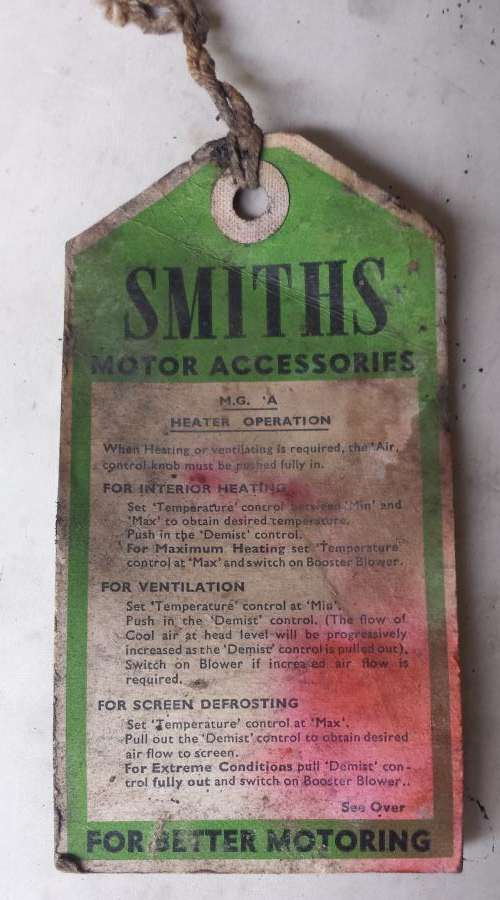 SMITHS
MOTOR ACCESSORIES
M.G. 'A
HEATER OPERATION
When Heating or ventilating is required, the 'Air,
control knob must be pushed fully in.
FOR INTERIOR HEATING
Set 'Temperature' control between 'Min' and
'Max' to obtain desired temperature.
Push in the 'Demist' control.
For Maximum Heating set 'Temperature'
control at 'Max' and switch on Booster Blower.
FOR VENTILATION
Set 'Temperature' control at 'Min'.
Push in the 'Demist' control. (The flow of
Cool air at head level will be progressively
increased as the 'Demist' control is pulled out).
Switch on Blower if increased air flow is
required.
FOR SCREEN DEFROSTING
Set 'Temperature' control at 'Max'.
Pull out the 'Demist' control to obtain desired
air flow to screen.
For Extreme Conditions pull 'Demist' con-
trol fully out and switch on Booster Blower..
See Over
FOR BETTER MOTORING